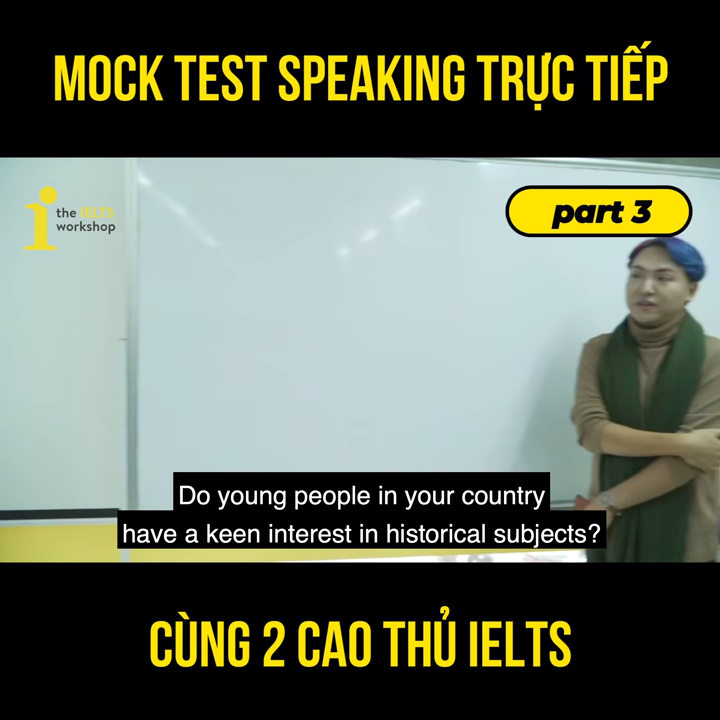 MOCK TEST SPEAKING TRỰC TIẾP
the IELTS
workshop
part 3
Do young people in your country
have a keen interest in historical subjects?
CÙNG 2 CAO THỦ IELTS